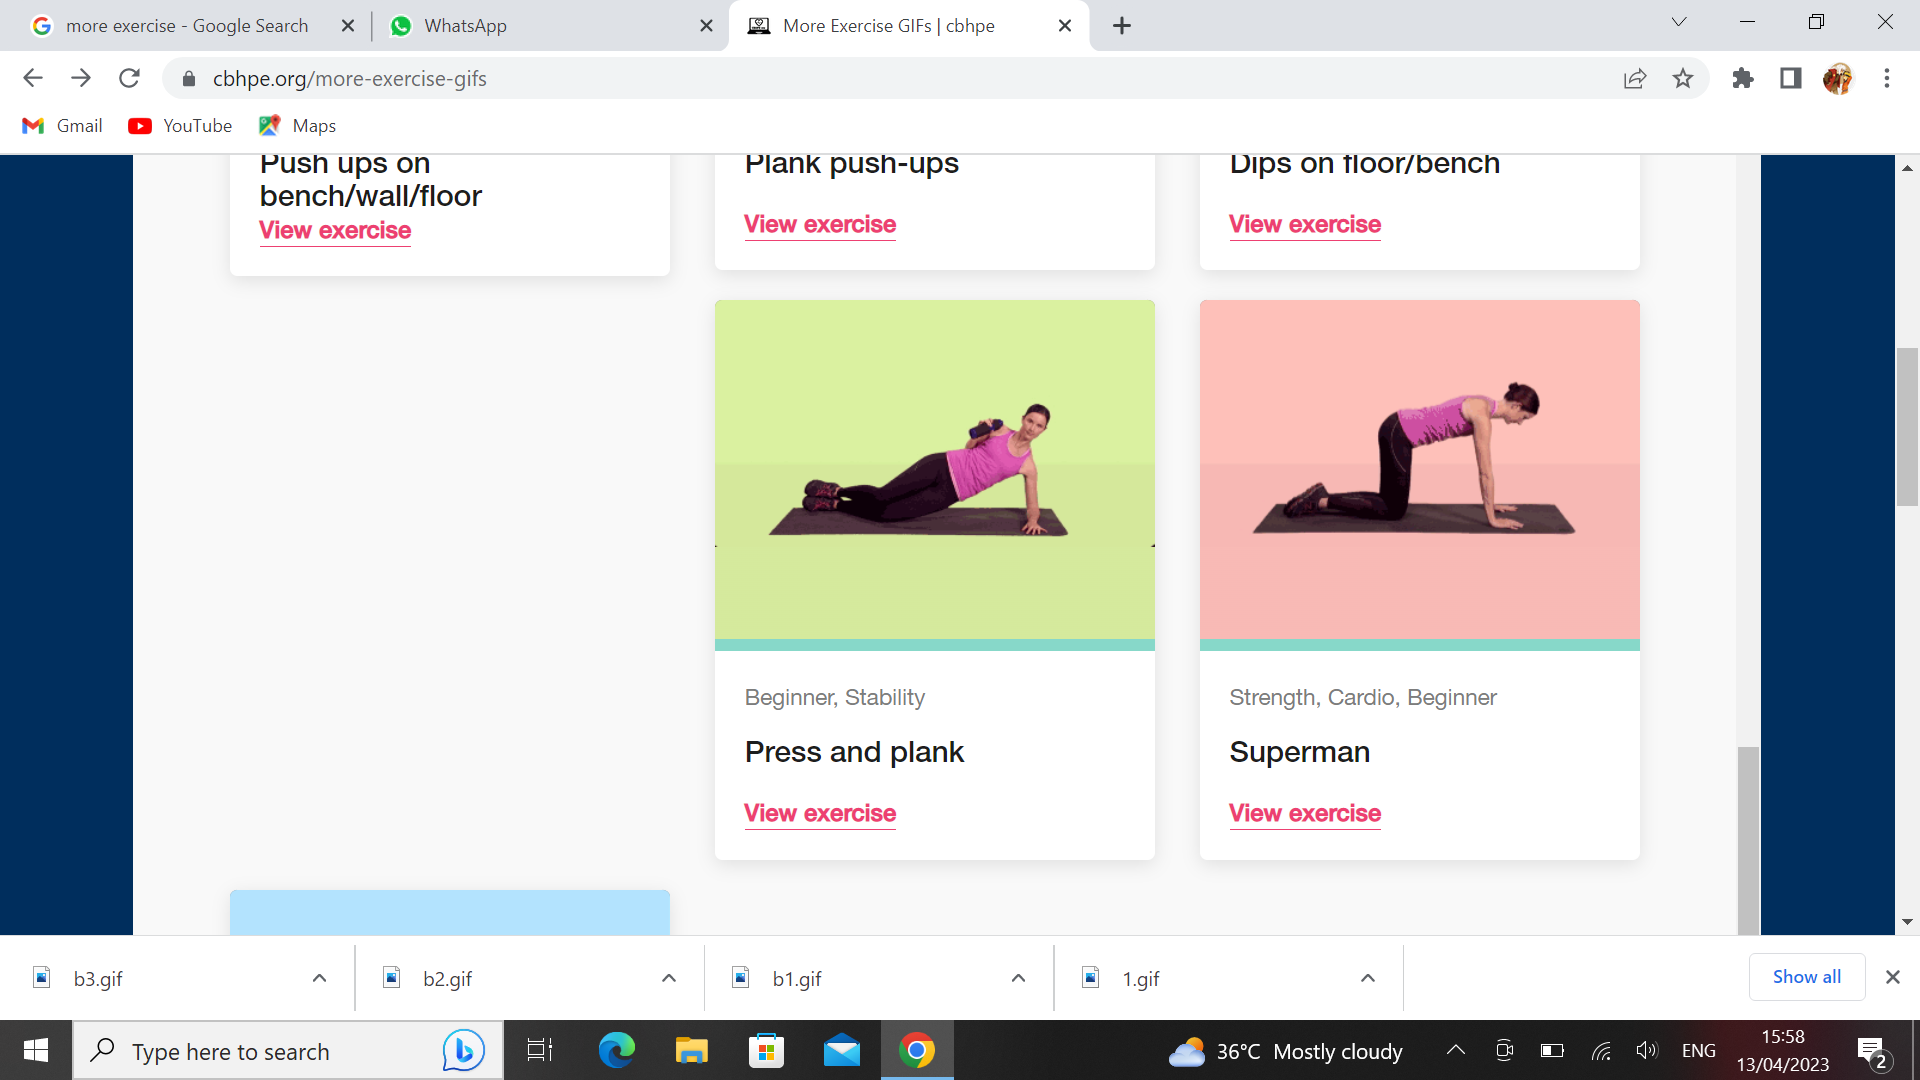 more exercise - Google Search
WhatsApp
More Exercise GIFs | cbhpe
cbhpe.org/more-exercise-gifs
Gmail
YouTube
Maps
Push ups on
bench/wall/floor
View exercise
Plank push-ups
View exercise
Dips on floor/bench
View exercise
Beginner, Stability
Press and plank
View exercise
Strength, Cardio, Beginner
Superman
View exercise
b3.gif
b2.gif
b1.gif
1.gif
Show all
Type here to search
36°C Mostly cloudy
ENG
15:58
13/04/2023
2